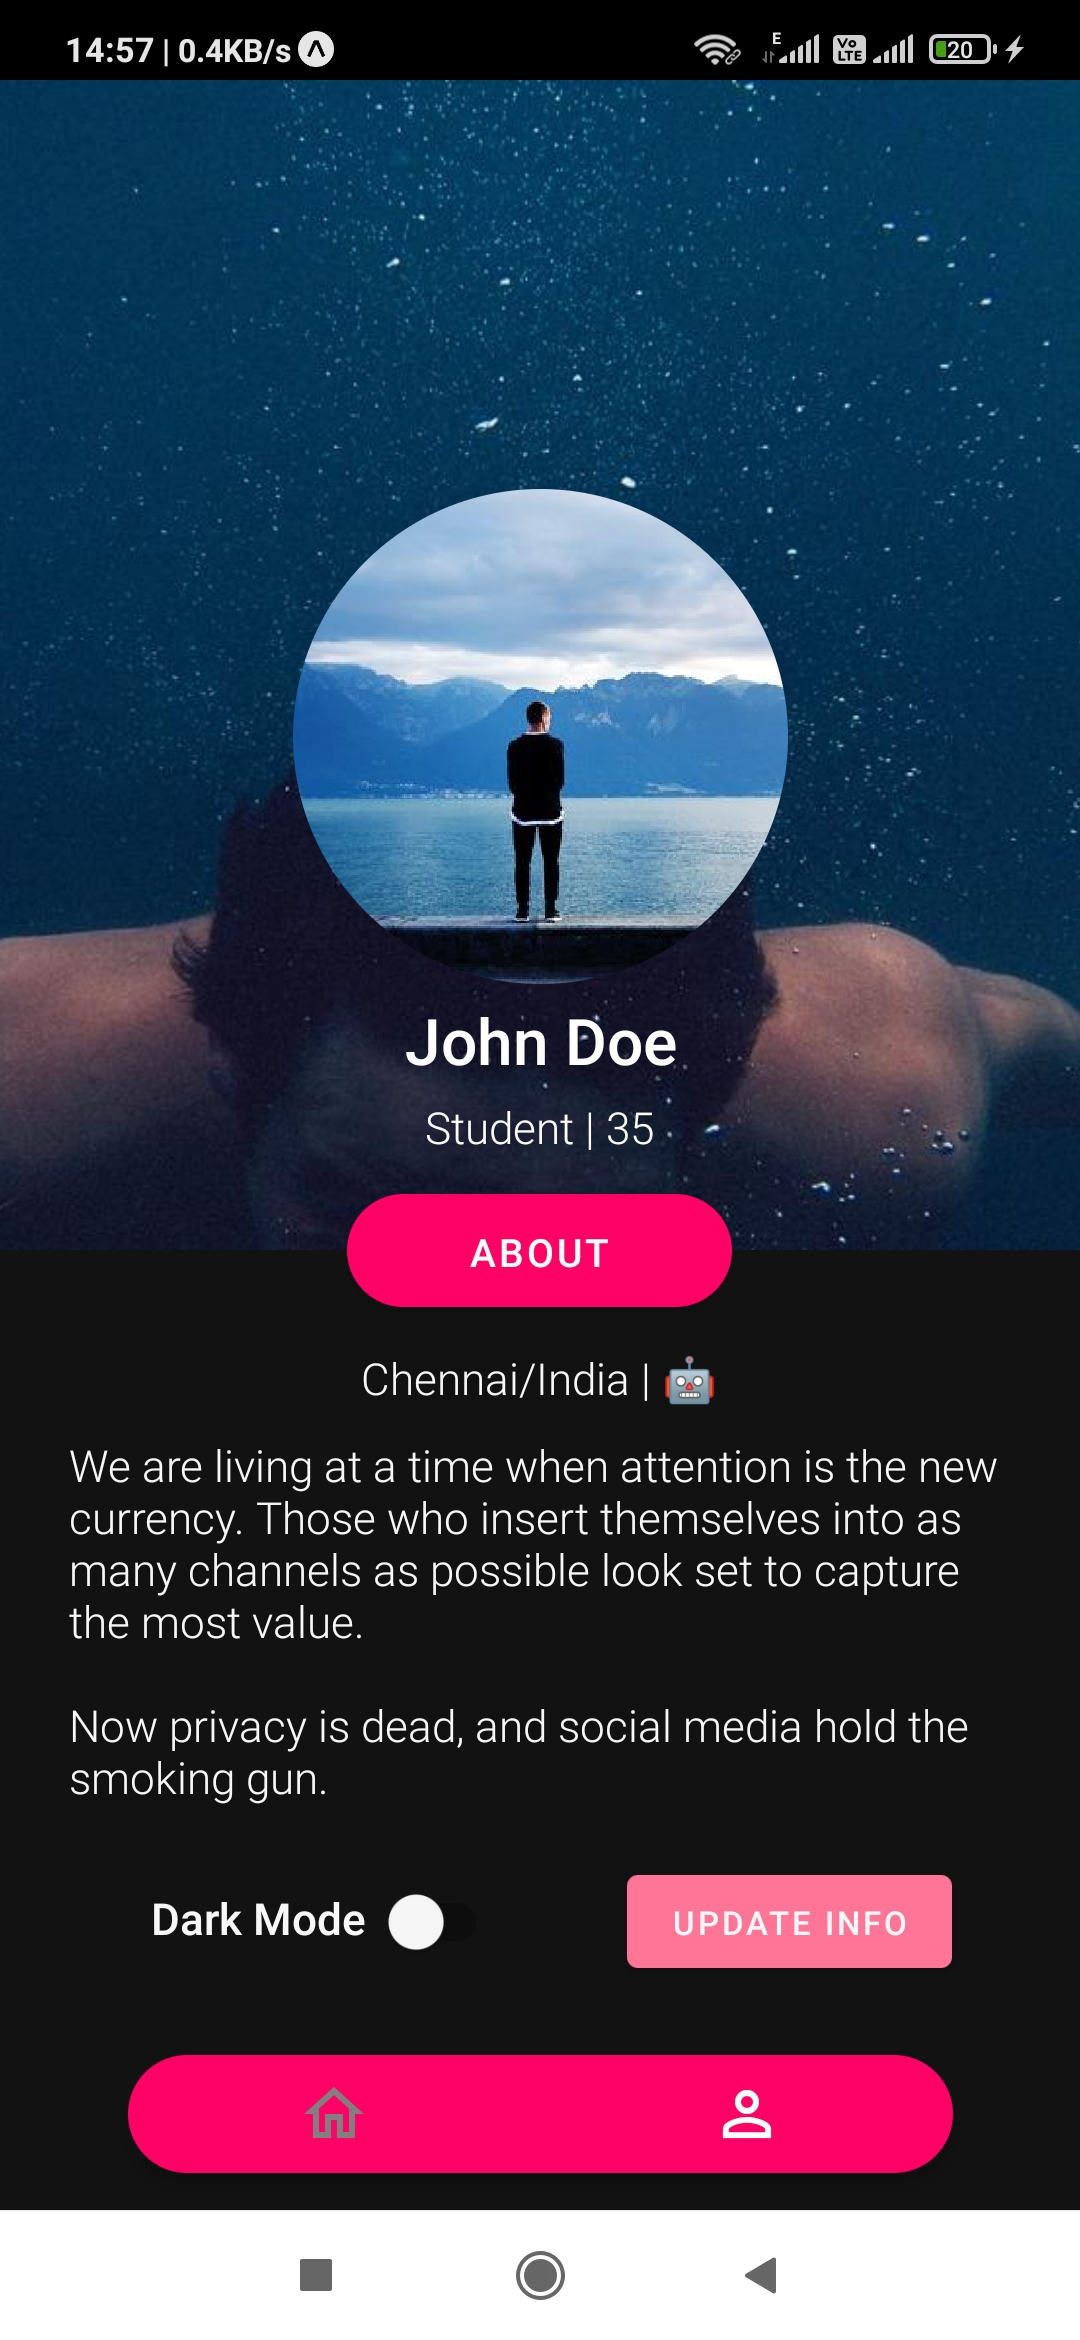 14:57 | 0.4KB/s
E
Vo
LTE
20
John Doe
Student | 35
ABOUT
Chennai/India | 🤖
We are living at a time when attention is the new
currency. Those who insert themselves into as
many channels as possible look set to capture
the most value.
Now privacy is dead, and social media hold the
smoking gun.
Dark Mode
UPDATE INFO